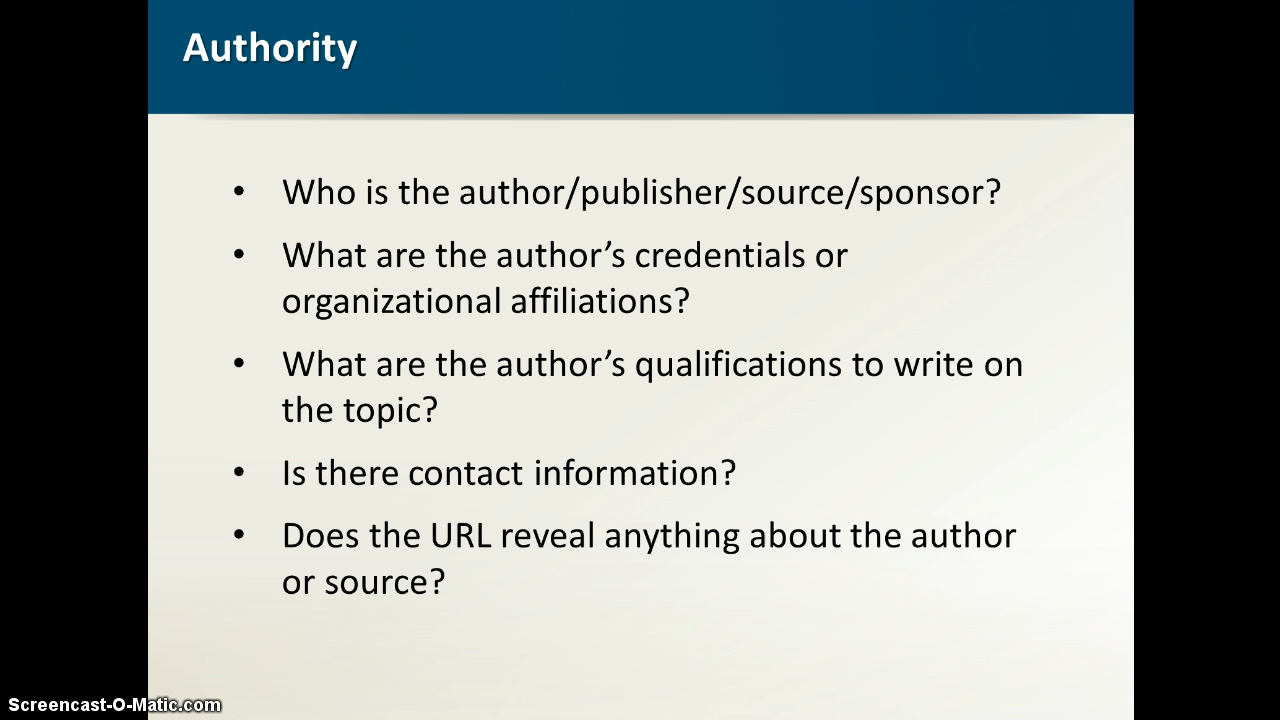 Authority
• Who is the author/publisher/source/sponsor?
• What are the author’s credentials or
organizational affiliations?
• What are the author’s qualifications to write on
the topic?
• Is there contact information?
• Does the URL reveal anything about the author
or source?
Screencast-O-Matic.com